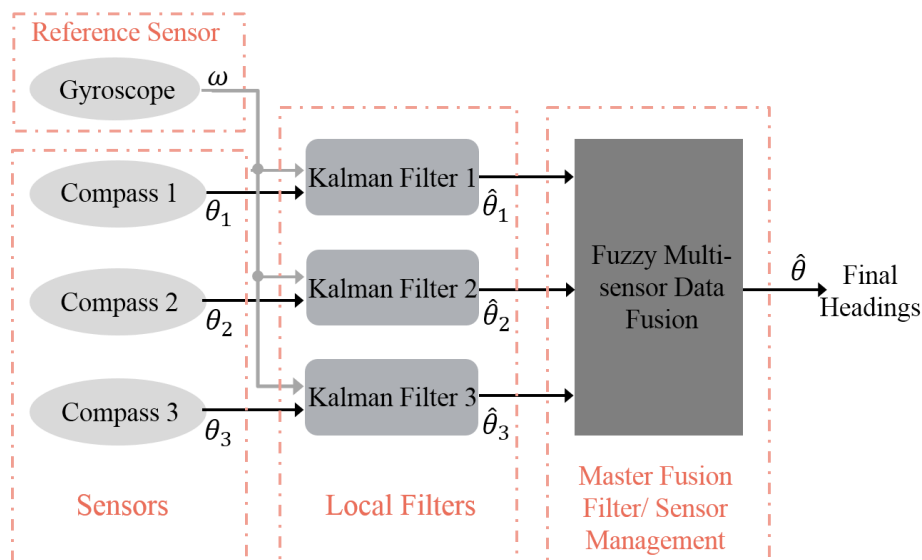 Reference Sensor
Gyroscope
ω
Compass 1
θ₁
Compass 2
θ₂
Compass 3
θ₃
Sensors
Kalman Filter 1
θ̂₁
Kalman Filter 2
θ̂₂
Kalman Filter 3
θ̂₃
Local Filters
Fuzzy Multi-
sensor Data
Fusion
Master Fusion
Filter/ Sensor
Management
θ̂
Final
Headings